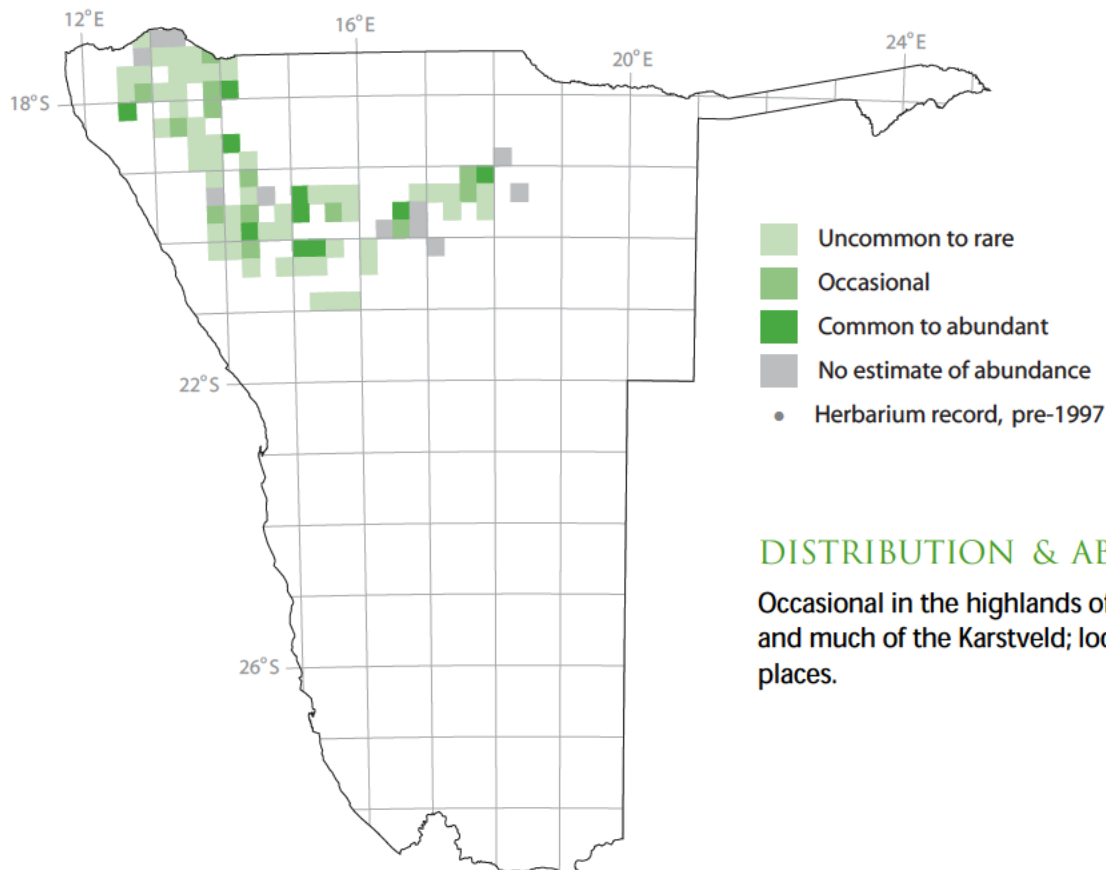 12°E
16°E
20°E
24°E
18°S
22°S
26°S
Uncommon to rare
Occasional
Common to abundant
No estimate of abundance
Herbarium record, pre-1997
DISTRIBUTION & 
Occasional in the highlands
and much of the Karstveld;
places.